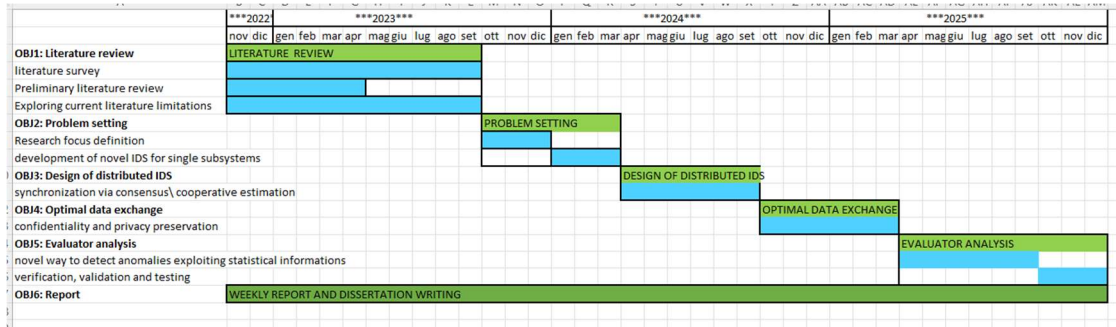 ***2022* ***2023*** ***2024*** ***2025***
nov dic gen feb mar apr mag giu lug ago set ott nov dic gen feb mar apr mag giu lug ago set ott nov dic gen feb mar apr mag giu lug ago set ott nov dic
OBJ1: Literature review LITERATURE REVIEW
literature survey
Preliminary literature review
Exploring current literature limitations
OBJ2: Problem setting PROBLEM SETTING
Research focus definition
development of novel IDS for single subsystems
OBJ3: Design of distributed IDS DESIGN OF DISTRIBUTED IDS
synchronization via consensus\ cooperative estimation
OBJ4: Optimal data exchange OPTIMAL DATA EXCHANGE
confidentiality and privacy preservation
OBJ5: Evaluator analysis EVALUATOR ANALYSIS
novel way to detect anomalies exploiting statistical informations
verification, validation and testing
OBJ6: Report WEEKLY REPORT AND DISSERTATION WRITING